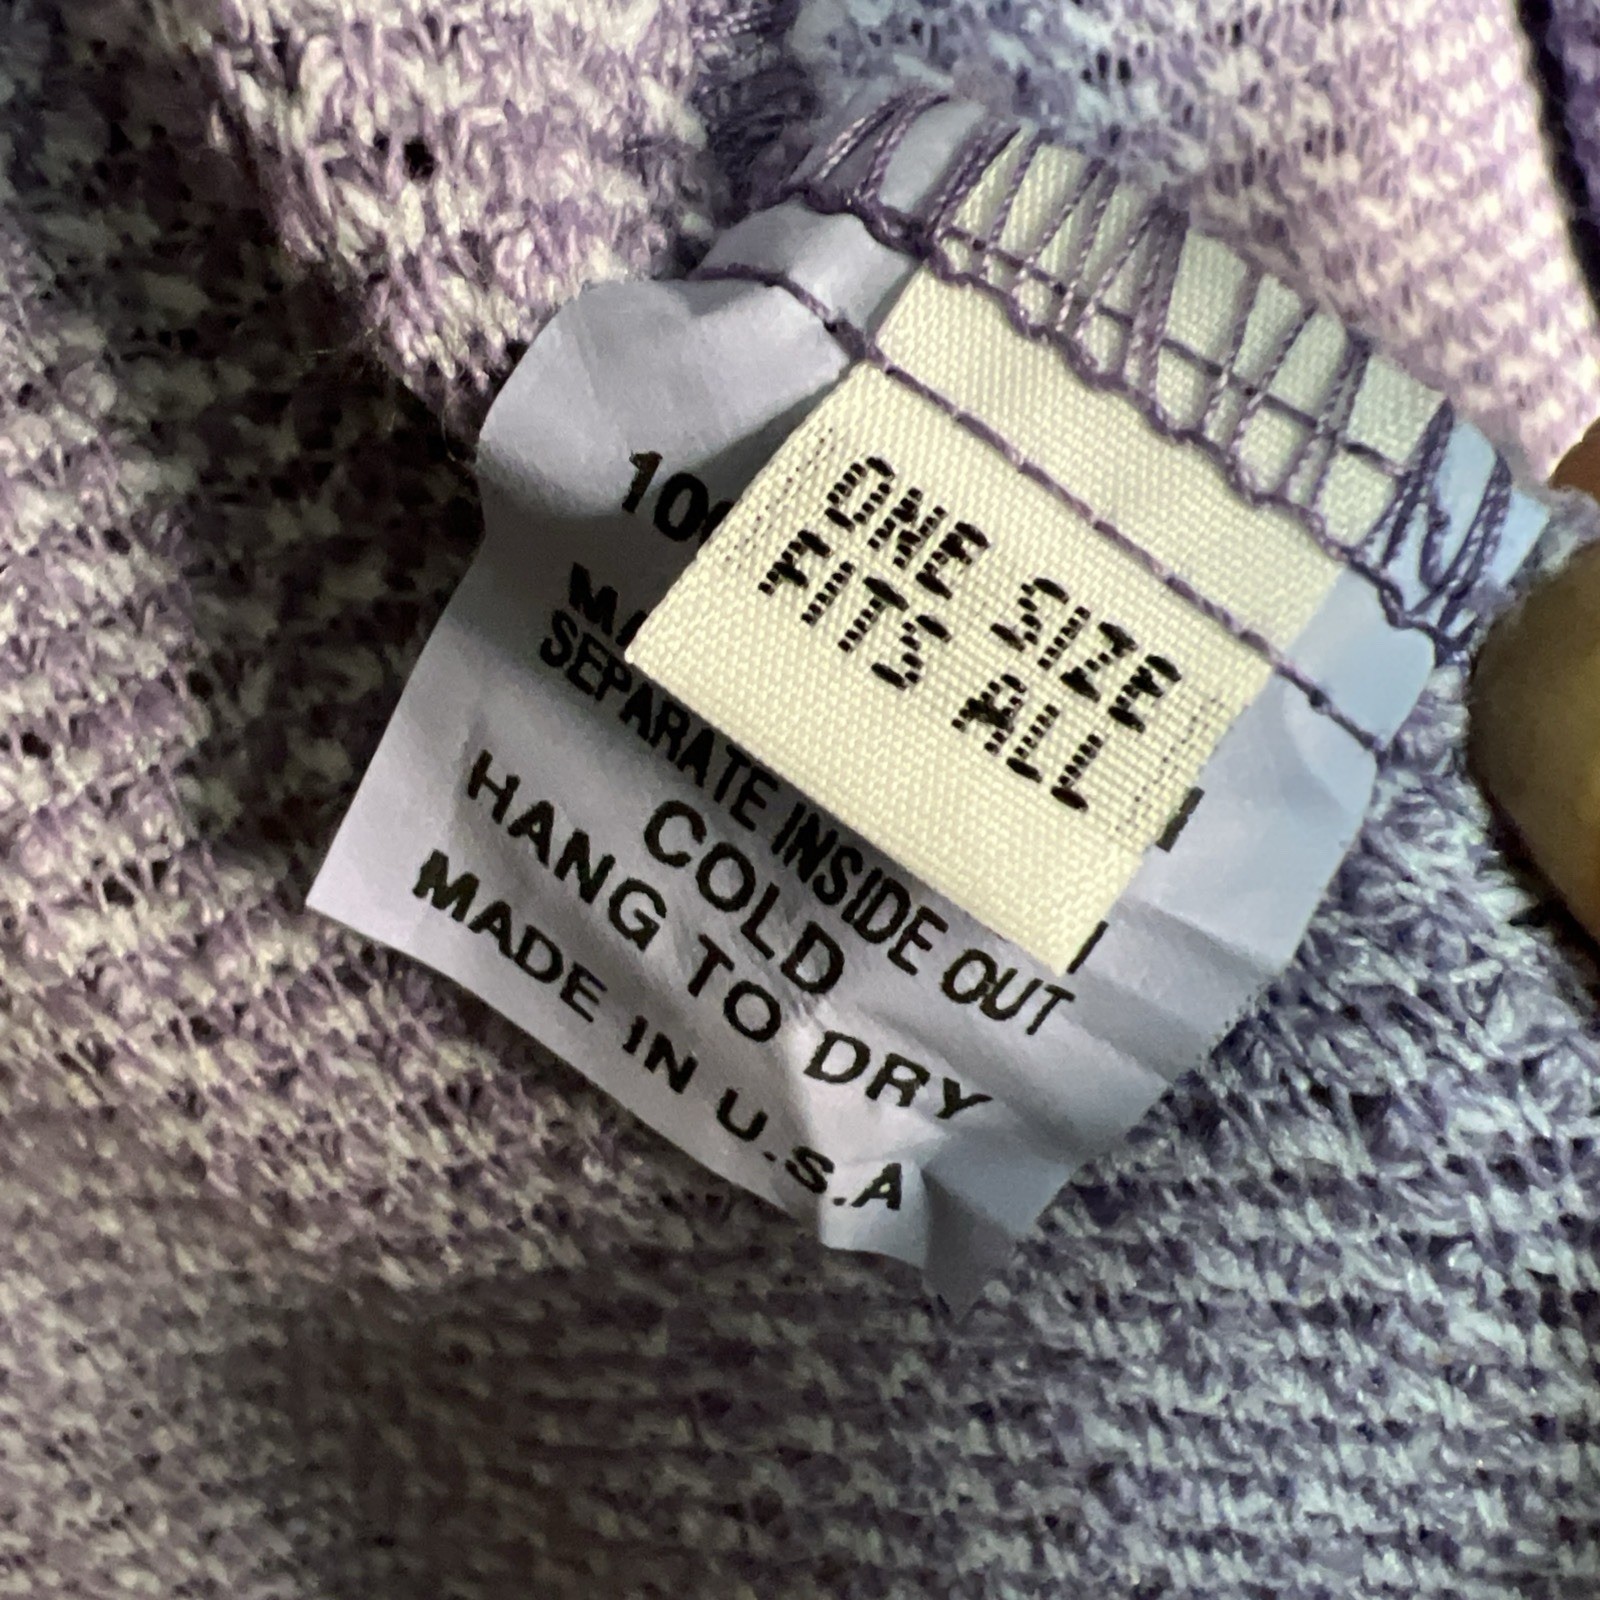 ONE SIZE
FITS ALL
SEPARATE INSIDE OUT
COLD
HANG TO DRY
MADE IN U.S.A